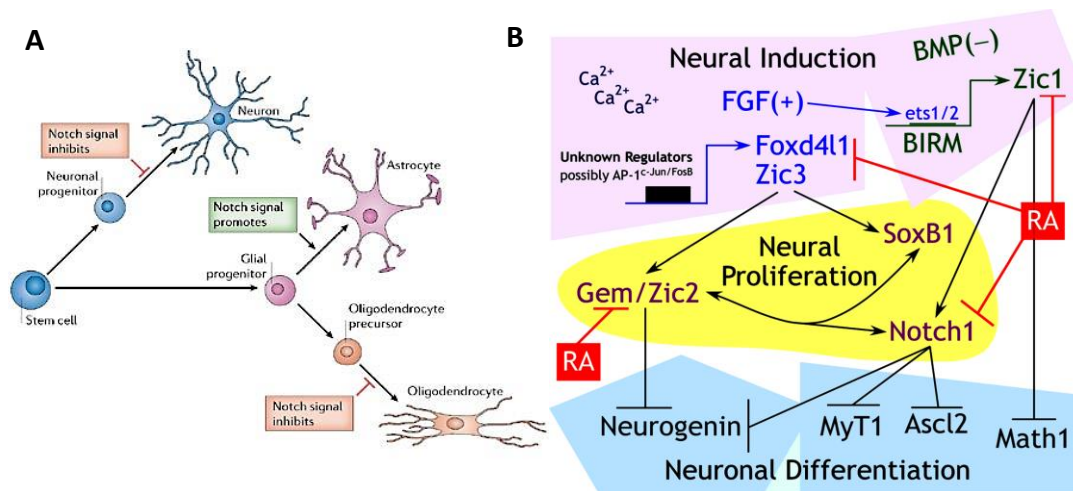 A
Neuron
Notch signal
inhibits
Neuronal
progenitor
Astrocyte
Notch signal
promotes
Glial
progenitor
Stem cell
Oligodendrocyte
precursor
Oligodendrocyte
Notch signal
inhibits
B
Neural Induction
BMP(−)
Ca2+
Ca2+
Ca2+
Zic1
FGF(+)
ets1/2
BIRM
Unknown Regulators
possibly AP-1c-Jun/FosB
Foxd4l1
Zic3
RA
SoxB1
Neural
Proliferation
Gem/Zic2
Notch1
RA
Neurogenin
MyT1
Ascl2
Math1
Neuronal Differentiation